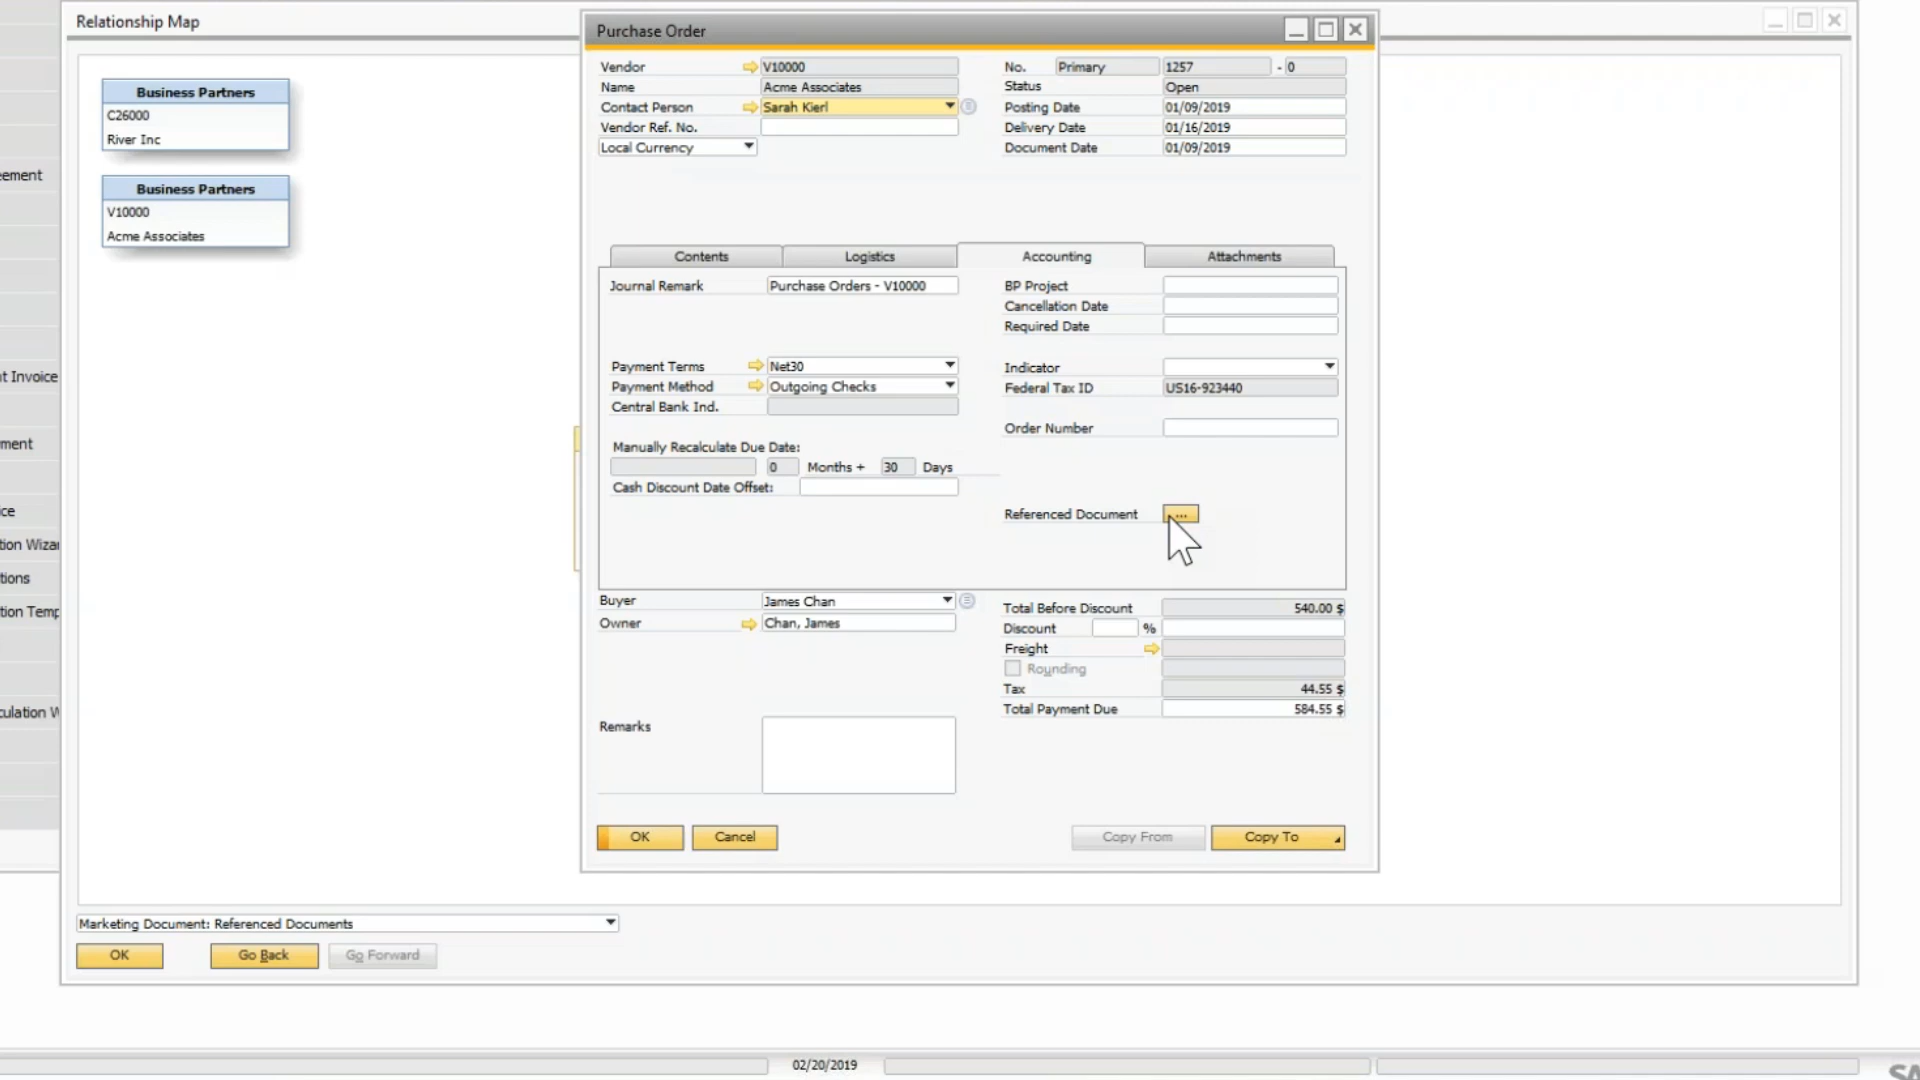 Relationship Map
Business Partners
C26000
River Inc
Business Partners
V10000
Acme Associates
eement
t Invoice
ment
ice
tion Wizar
tions
tion Temp
culation W
Purchase Order
Vendor V10000
Name Acme Associates
Contact Person Sarah Kierl
Vendor Ref. No.
Local Currency
No. Primary 1257 - 0
Status Open
Posting Date 01/09/2019
Delivery Date 01/16/2019
Document Date 01/09/2019
Contents Logistics Accounting Attachments
Journal Remark Purchase Orders - V10000
Payment Terms Net30
Payment Method Outgoing Checks
Central Bank Ind.
Manually Recalculate Due Date:
0 Months + 30 Days
Cash Discount Date Offset:
BP Project
Cancellation Date
Required Date
Indicator
Federal Tax ID US16-923440
Order Number
Referenced Document ...
Buyer James Chan
Owner Chan, James
Remarks
Total Before Discount 540.00 $
Discount %
Freight
Rounding
Tax 44.55 $
Total Payment Due 584.55 $
OK Cancel Copy From Copy To
Marketing Document: Referenced Documents
OK Go Back Go Forward
02/20/2019
SA